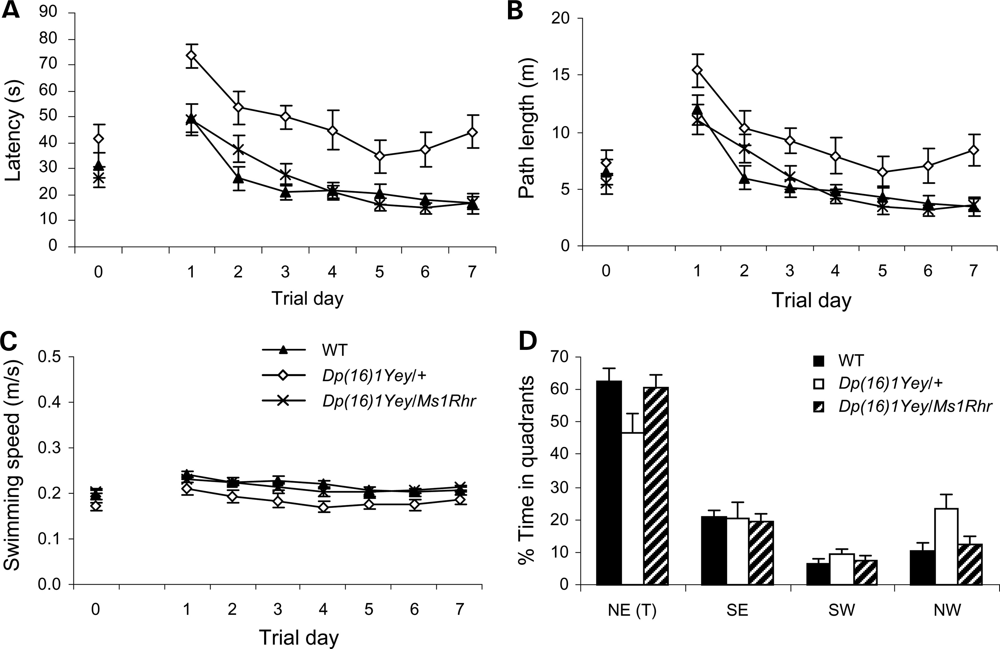 A
90
80
70
60
50
40
30
20
10
0
Latency (s)
0 1 2 3 4 5 6 7
Trial day
B
20
15
10
5
0
Path length (m)
0 1 2 3 4 5 6 7
Trial day
C
0.5
0.4
0.3
0.2
0.1
0.0
Swimming speed (m/s)
WT
Dp(16)1Yey/+
Dp(16)1Yey/Ms1Rhr
0 1 2 3 4 5 6 7
Trial day
D
70
60
50
40
30
20
10
0
% Time in quadrants
WT
Dp(16)1Yey/+
Dp(16)1Yey/Ms1Rhr
NE (T) SE SW NW